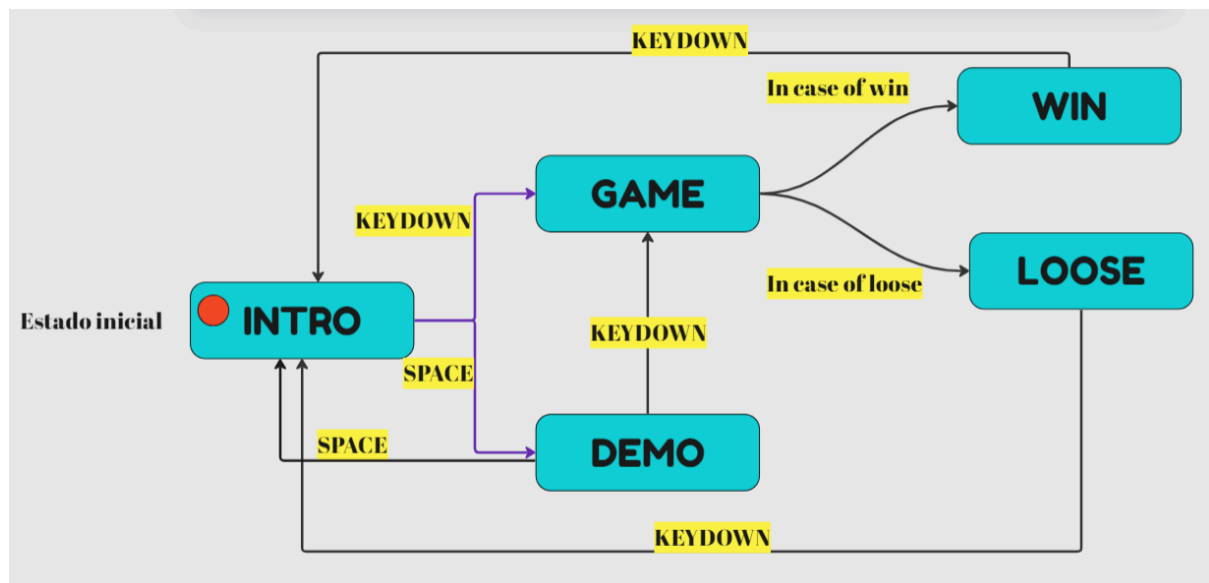 KEYDOWN
In case of win
WIN
GAME
KEYDOWN
In case of loose
LOOSE
Estado inicial
INTRO
KEYDOWN
SPACE
SPACE
DEMO
KEYDOWN